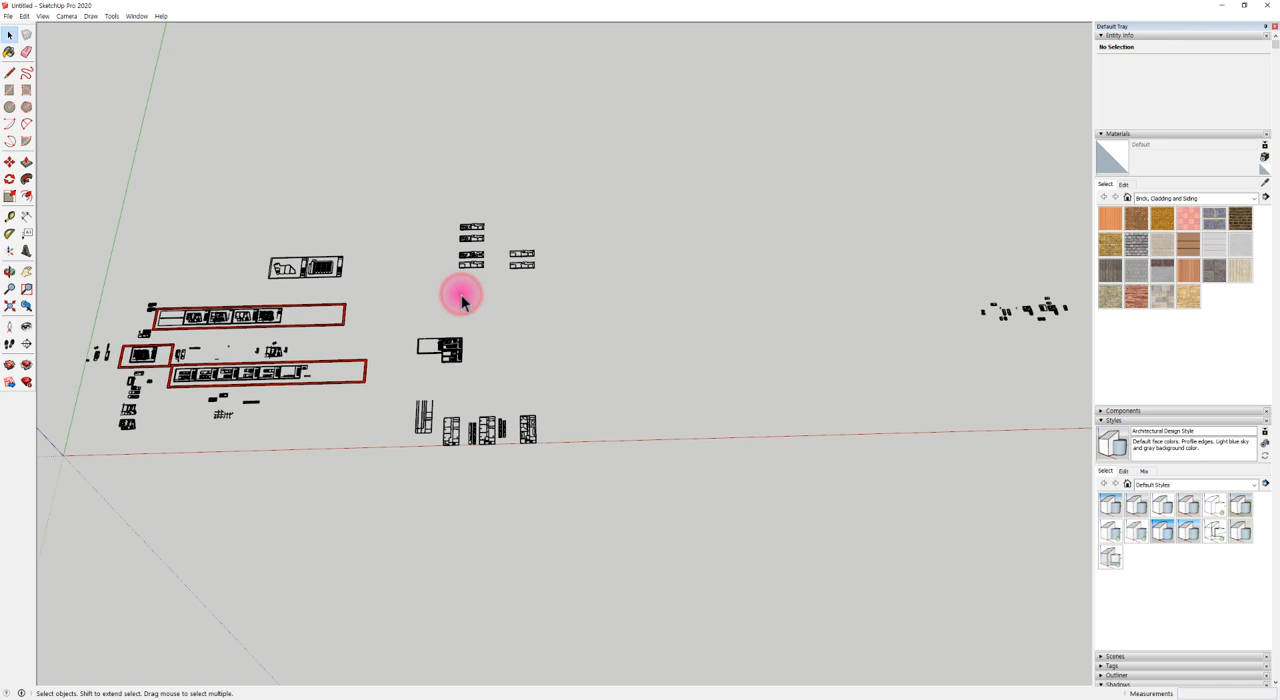 Untitled - SketchUp Pro 2020
File Edit View Camera Draw Tools Window Help
Default Tray
Entity Info
No Selection
Materials
Default
Select Edit
Brick, Cladding and Siding
Components
Styles
Architectural Design Style
Default face colors. Profile edges. Light blue sky
and gray background color.
Select Edit Mix
Default Styles
Scenes
Tags
Outliner
Shadows
Select objects. Shift to extend select. Drag mouse to select multiple.
Measurements